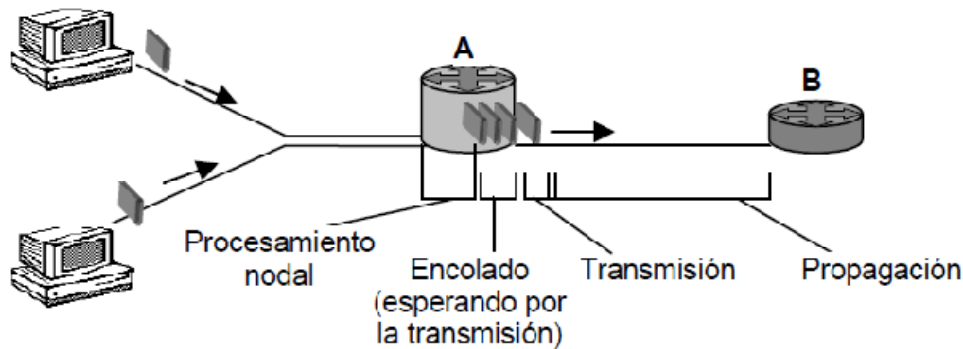 A
B
Procesamiento
nodal
Encolado
(esperando por
la transmisión)
Transmisión
Propagación